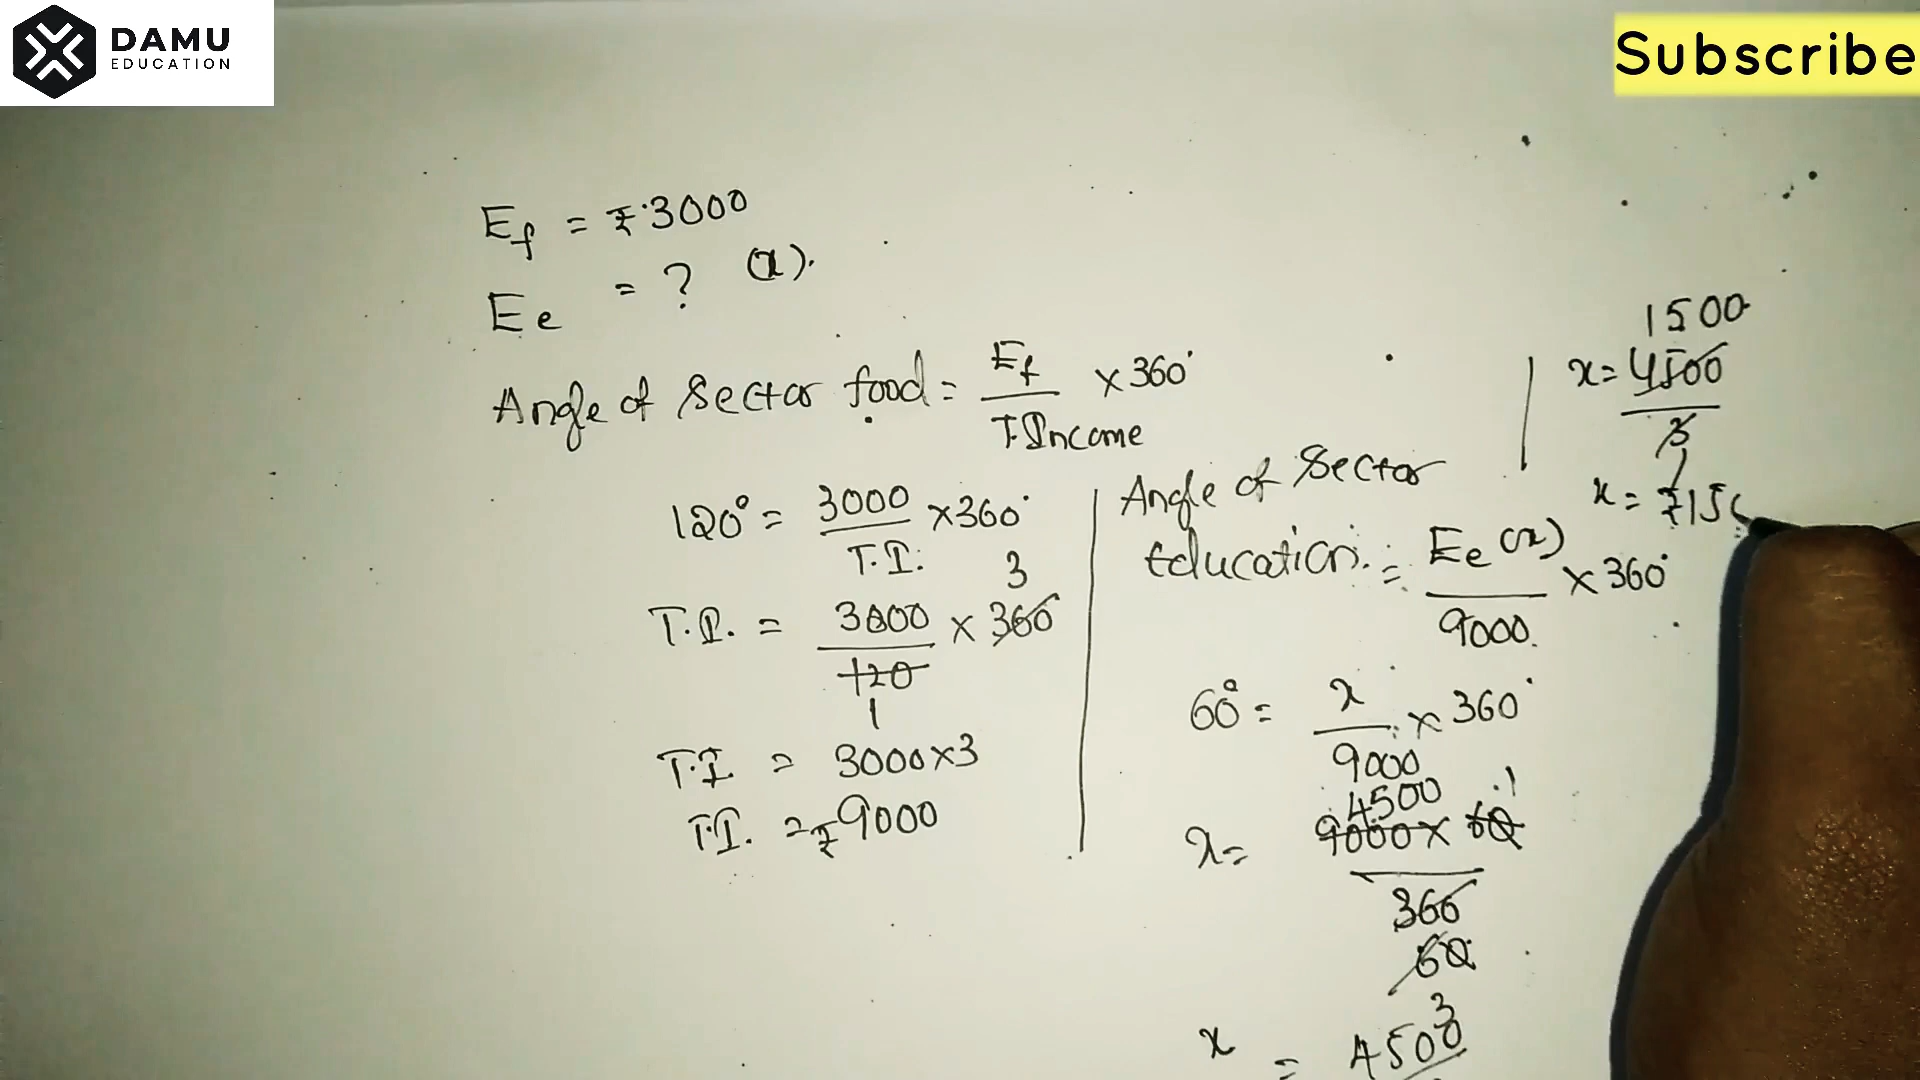 DAMU
EDUCATION
Subscribe
Ef = ₹ 3000
Ee = ? (x).
Angle of Sector food = Ef / T. Income × 360°
120° = 3000 / T.I. × 360°
T.I. = 3000 / 120 × 360
3
1
T.I. = 3000×3
T.I. = ₹9000
Angle of Sector
Education. = Ee (x) / 9000. × 360°
60° = x / 9000 × 360°
4500 1
x = 9000 × 60 / 360
60
3
x = 4500
1500
x = 4500 / 3
1
x = ₹15